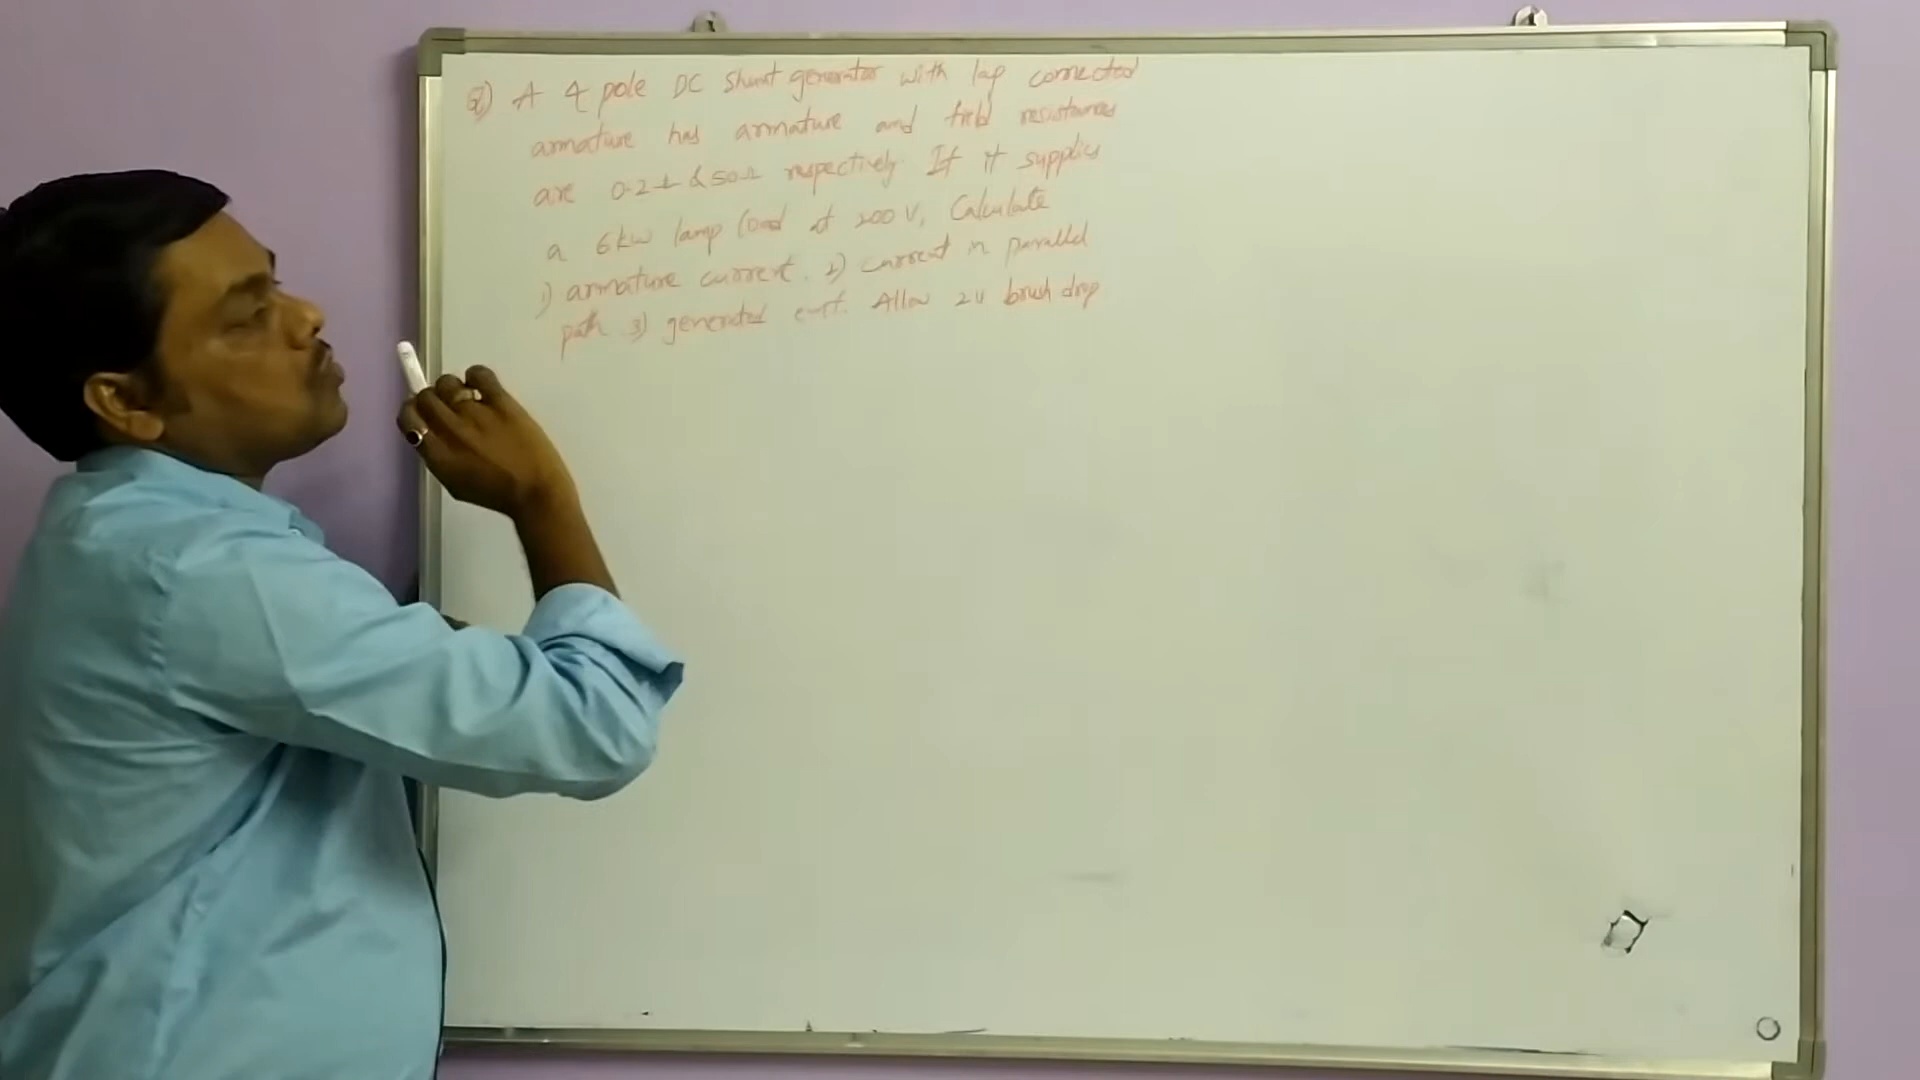 Q) A 4 pole DC shunt generator with lap connected
armature has armature and field resistances
are 0.2Ω & 50Ω respectively. If it supplies
a 6kw lamp load at 200 V, Calculate
1) armature current. 2) current in parallel
path 3) generated emf. Allow 2V brush drop